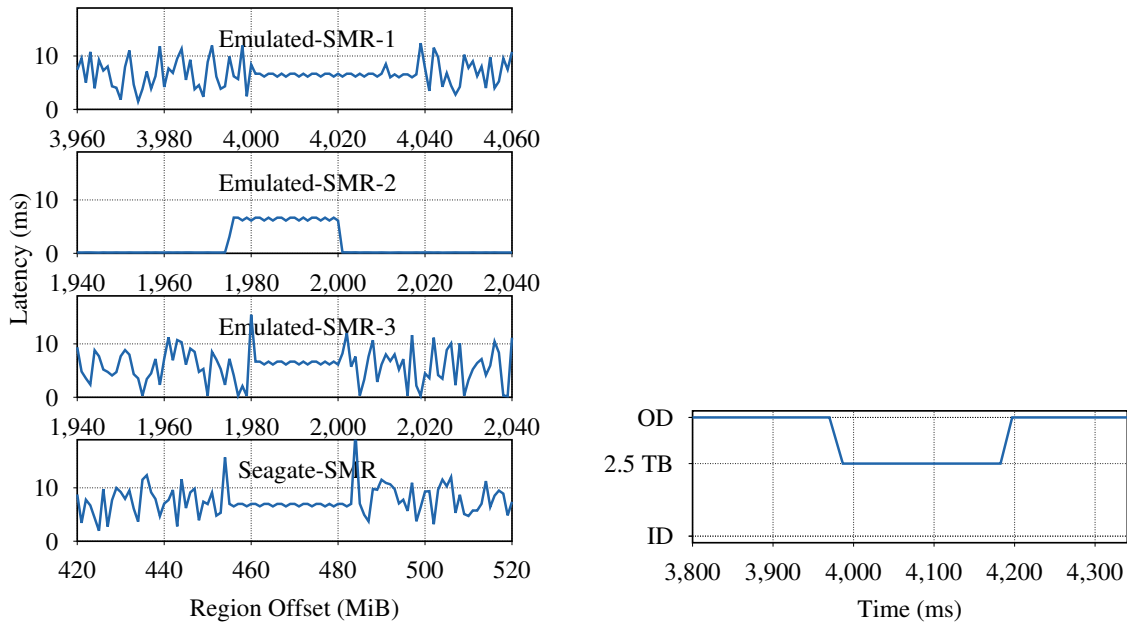 Emulated-SMR-1
10
0
3,960 3,980 4,000 4,020 4,040 4,060
Emulated-SMR-2
10
0
1,940 1,960 1,980 2,000 2,020 2,040
Emulated-SMR-3
10
0
1,940 1,960 1,980 2,000 2,020 2,040
Seagate-SMR
10
0
420 440 460 480 500 520
Region Offset (MiB)
Latency (ms)
OD
2.5 TB
ID
3,800 3,900 4,000 4,100 4,200 4,300
Time (ms)